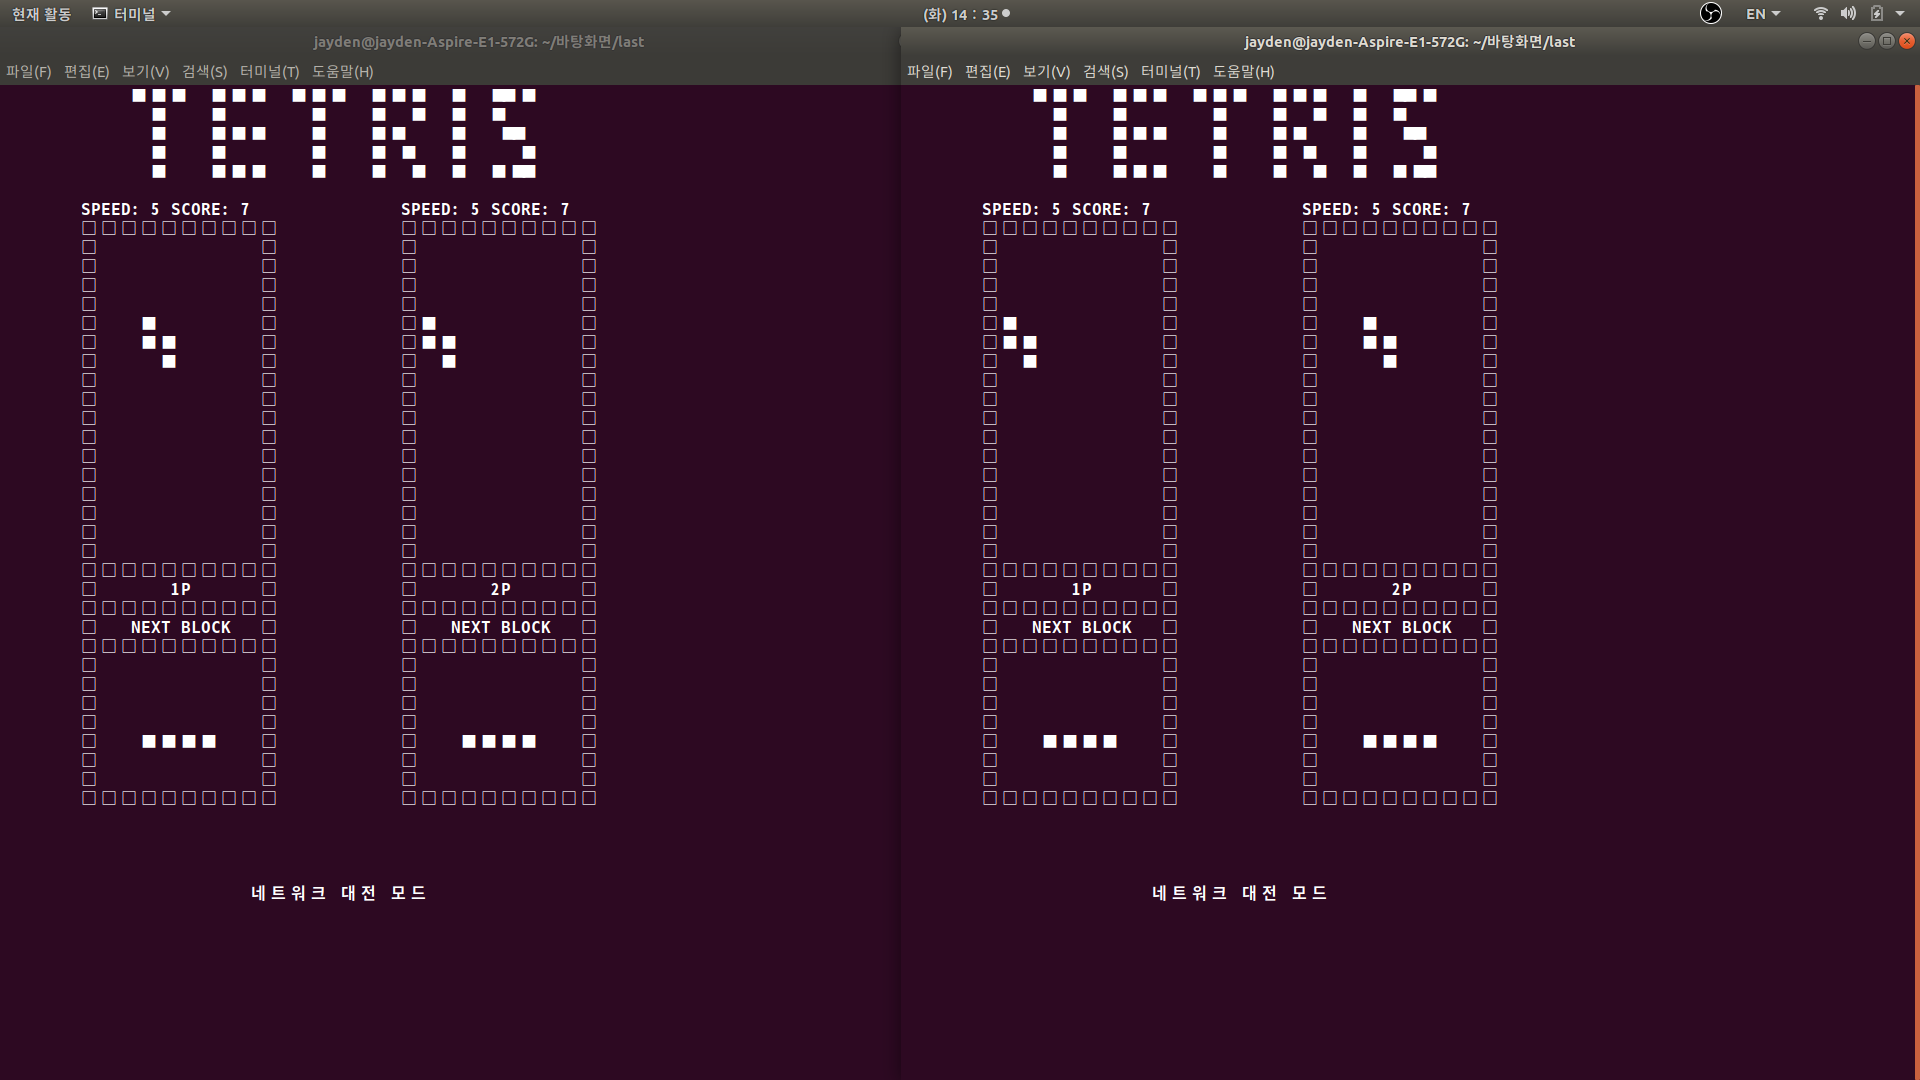 현재 활동 터미널 (화) 14 : 35 EN
jayden@jayden-Aspire-E1-572G: ~/바탕화면/last
파일(F) 편집(E) 보기(V) 검색(S) 터미널(T) 도움말(H)
TETRIS
SPEED: 5 SCORE: 7 SPEED: 5 SCORE: 7
1P 2P
NEXT BLOCK NEXT BLOCK
네트워크 대전 모드
jayden@jayden-Aspire-E1-572G: ~/바탕화면/last
파일(F) 편집(E) 보기(V) 검색(S) 터미널(T) 도움말(H)
TETRIS
SPEED: 5 SCORE: 7 SPEED: 5 SCORE: 7
1P 2P
NEXT BLOCK NEXT BLOCK
네트워크 대전 모드